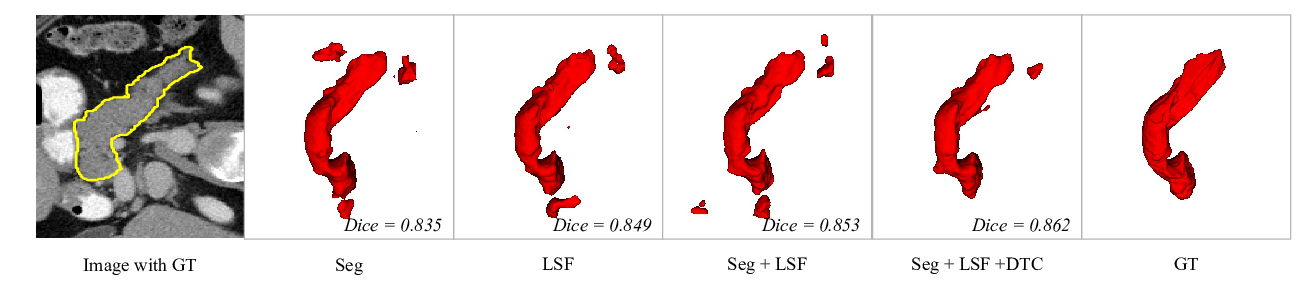 Dice = 0.835
Dice = 0.849
Dice = 0.853
Dice = 0.862
Image with GT
Seg
LSF
Seg + LSF
Seg + LSF +DTC
GT